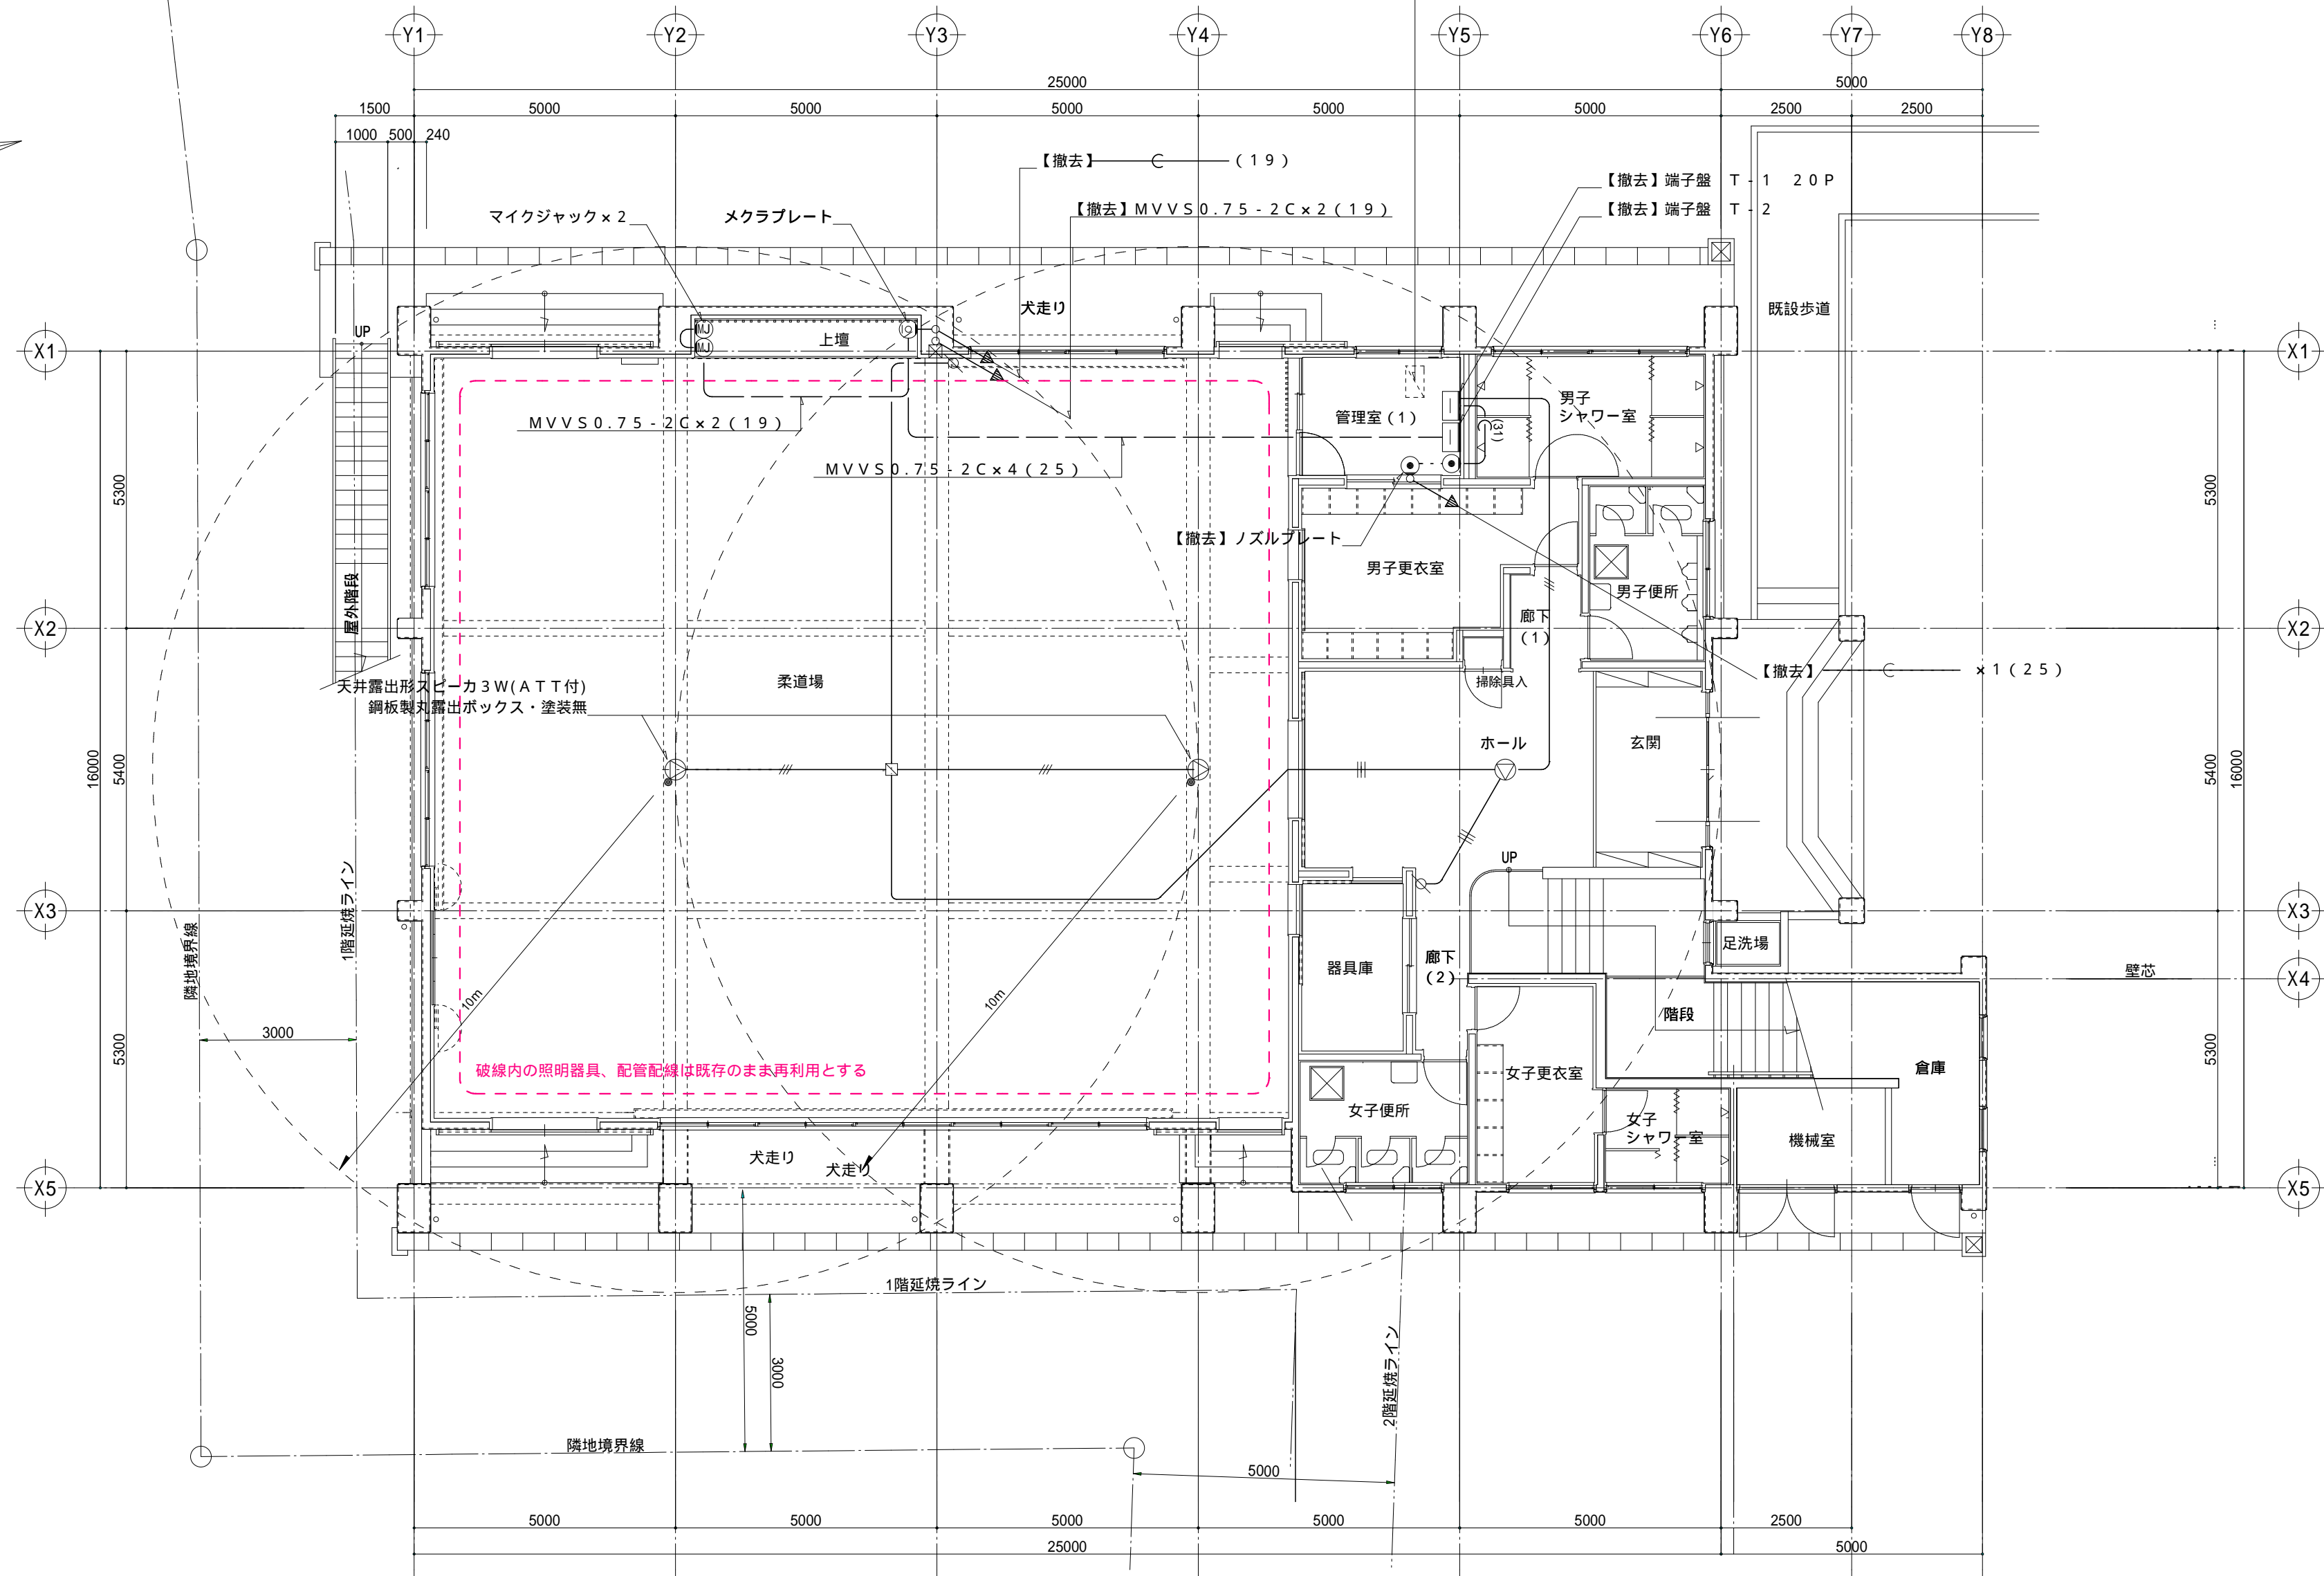 Y1 Y2 Y3 Y4 Y5 Y6 Y7 Y8
25000 5000
1500 5000 5000 5000 5000 5000 2500 2500
1000 500 240
【撤去】 C (19)
【撤去】MVVS0.75-2C×2(19)
【撤去】端子盤 T-1 20P
【撤去】端子盤 T-2
マイクジャック×2
メクラプレート
犬走り
既設歩道
UP
MJ
MJ
上壇
X1 X1
管理室(1)
(31)
男子
シャワー室
MVVS0.75-2C×2(19)
MVVS0.75-2C×4(25)
5300 5300
【撤去】ノズルプレート
男子更衣室
男子便所
屋外階段
廊下
(1)
X2 X2
【撤去】 C ×1(25)
掃除具入
柔道場
天井露出形スピーカ3W(ATT付)
鋼板製丸露出ボックス・塗装無
ホール
玄関
16000 5400 5400 16000
UP
1階延焼ライン
隣地境界線
X3 X3
足洗場
器具庫
廊下
(2)
壁芯
X4
10m 10m
階段
3000
5300 5300
破線内の照明器具、配管配線は既存のまま再利用とする
女子更衣室
倉庫
女子便所
女子
シャワー室
機械室
犬走り
犬走り
X5 X5
1階延焼ライン
5000
3000
2階延焼ライン
隣地境界線
5000
5000 5000 5000 5000 5000 2500
25000 5000